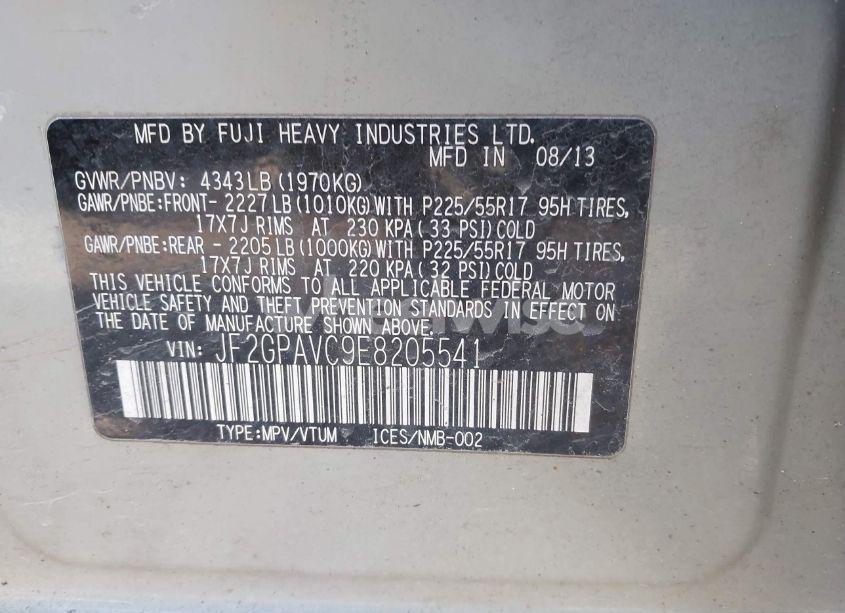 MFD BY FUJI HEAVY INDUSTRIES LTD.
MFD IN 08/13
GVWR/PNBV: 4343LB(1970KG)
GAWR/PNBE:FRONT- 2227LB(1010KG)WITH P225/55R17 95H TIRES,
17X7J RIMS AT 230 KPA(33 PSI)COLD
GAWR/PNBE:REAR - 2205LB(1000KG)WITH P225/55R17 95H TIRES,
17X7J RIMS AT 220 KPA(32 PSI)COLD
THIS VEHICLE CONFORMS TO ALL APPLICABLE FEDERAL MOTOR
VEHICLE SAFETY AND THEFT PREVENTION STANDARDS IN EFFECT ON
THE DATE OF MANUFACTURE SHOWN ABOVE.
VIN: JF2GPAVC9E8205541
TYPE:MPV/VTUM ICES/NMB-002